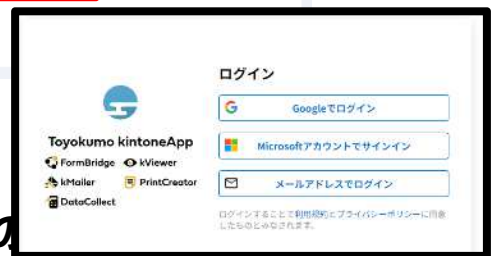 ログイン
Googleでログイン
Microsoftアカウントでサインイン
メールアドレスでログイン
ログインすることで利用規約とプライバシーポリシーに同意
したものとみなされます。
Toyokumo kintoneApp
FormBridge kViewer
kMailer PrintCreator
DataCollect
の